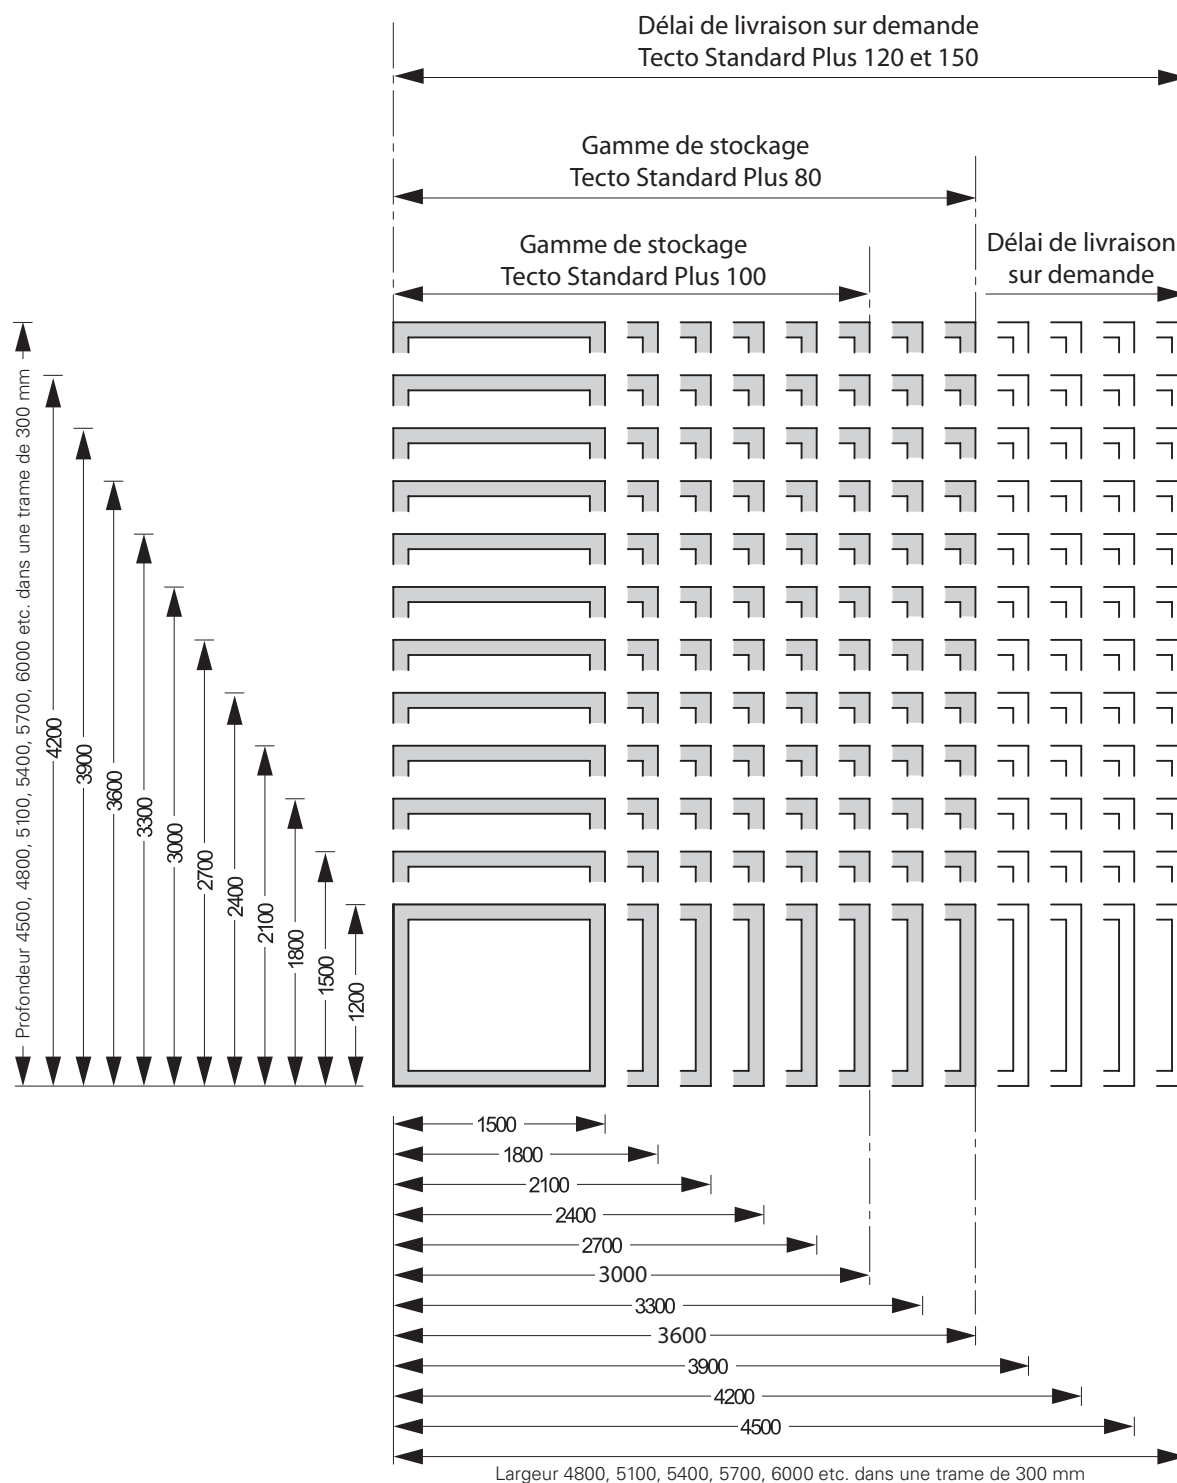 Délai de livraison sur demande
Tecto Standard Plus 120 et 150
Gamme de stockage
Tecto Standard Plus 80
Gamme de stockage
Tecto Standard Plus 100
Délai de livraison
sur demande
Profondeur 4500, 4800, 5100, 5400, 5700, 6000 etc. dans une trame de 300 mm
4200
3900
3600
3300
3000
2700
2400
2100
1800
1500
1200
1500
1800
2100
2400
2700
3000
3300
3600
3900
4200
4500
Largeur 4800, 5100, 5400, 5700, 6000 etc. dans une trame de 300 mm